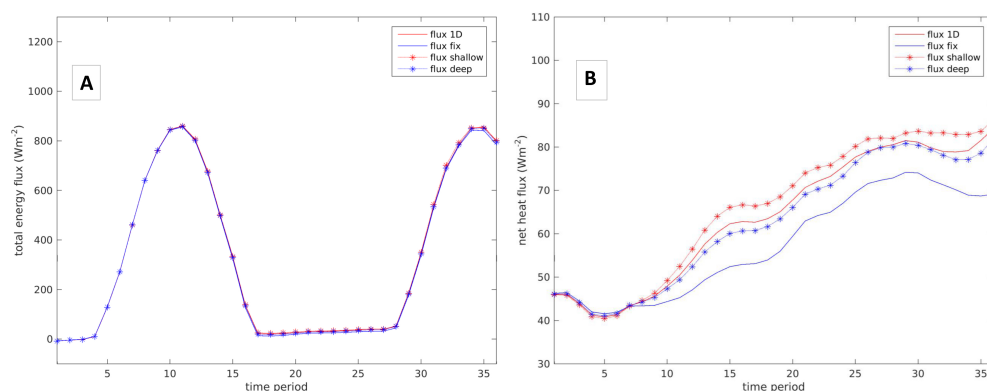 A
total energy flux (Wm-2)
1200
1000
800
600
400
200
0
5
10
15
20
25
30
35
time period
flux 1D
flux fix
flux shallow
flux deep
B
net heat flux (Wm-2)
110
100
90
80
70
60
50
40
30
5
10
15
20
25
30
35
time period
flux 1D
flux fix
flux shallow
flux deep